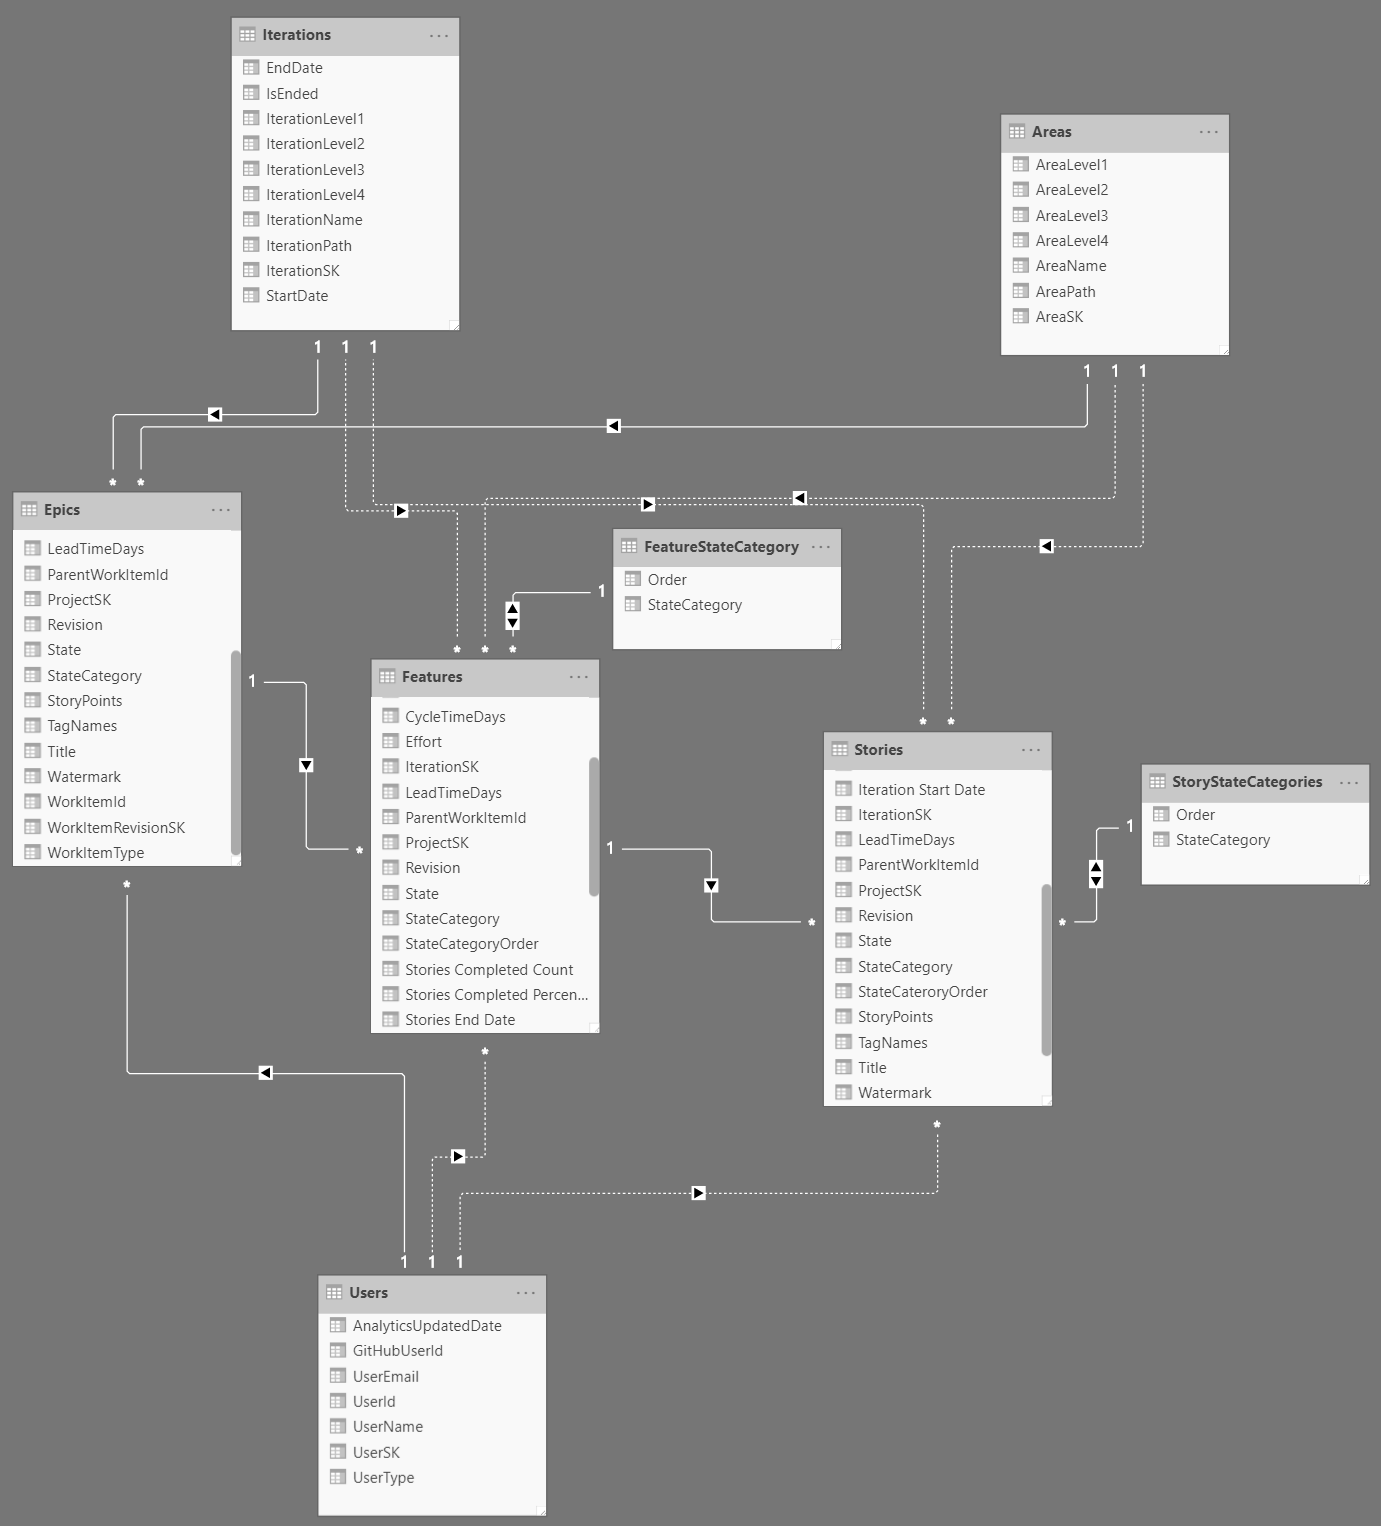 Iterations
EndDate
IsEnded
IterationLevel1
IterationLevel2
IterationLevel3
IterationLevel4
IterationName
IterationPath
IterationSK
StartDate
1 1 1
Areas
AreaLevel1
AreaLevel2
AreaLevel3
AreaLevel4
AreaName
AreaPath
AreaSK
1 1 1
* *
Epics
LeadTimeDays
ParentWorkItemId
ProjectSK
Revision
State
StateCategory
StoryPoints
TagNames
Title
Watermark
WorkItemId
WorkItemRevisionSK
WorkItemType
1
*
*
FeatureStateCategory
Order
StateCategory
1
* * *
Features
CycleTimeDays
Effort
IterationSK
LeadTimeDays
ParentWorkItemId
ProjectSK
Revision
State
StateCategory
StateCategoryOrder
Stories Completed Count
Stories Completed Percen...
Stories End Date
1
*
*
* *
Stories
Iteration Start Date
IterationSK
LeadTimeDays
ParentWorkItemId
ProjectSK
Revision
State
StateCategory
StateCateroryOrder
StoryPoints
TagNames
Title
Watermark
*
*
StoryStateCategories
Order
StateCategory
1
1 1 1
Users
AnalyticsUpdatedDate
GitHubUserId
UserEmail
UserId
UserName
UserSK
UserType